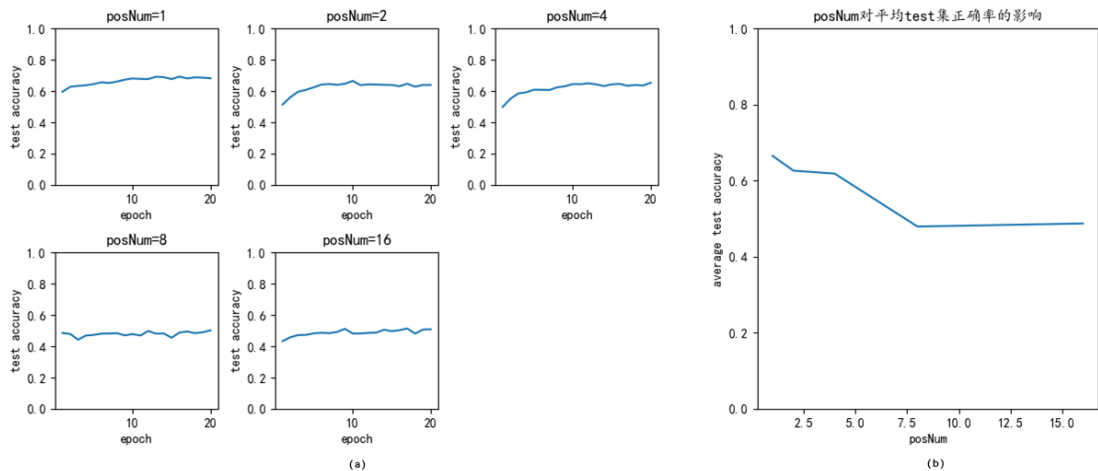 posNum=1
1.0
0.8
0.6
0.4
0.2
0.0
test accuracy
10
20
epoch
posNum=2
1.0
0.8
0.6
0.4
0.2
0.0
test accuracy
10
20
epoch
posNum=4
1.0
0.8
0.6
0.4
0.2
0.0
test accuracy
10
20
epoch
posNum=8
1.0
0.8
0.6
0.4
0.2
0.0
test accuracy
10
20
epoch
posNum=16
1.0
0.8
0.6
0.4
0.2
0.0
test accuracy
10
20
epoch
(a)
posNum对平均test集正确率的影响
1.0
0.8
0.6
0.4
0.2
0.0
average test accuracy
2.5
5.0
7.5
10.0
12.5
15.0
posNum
(b)